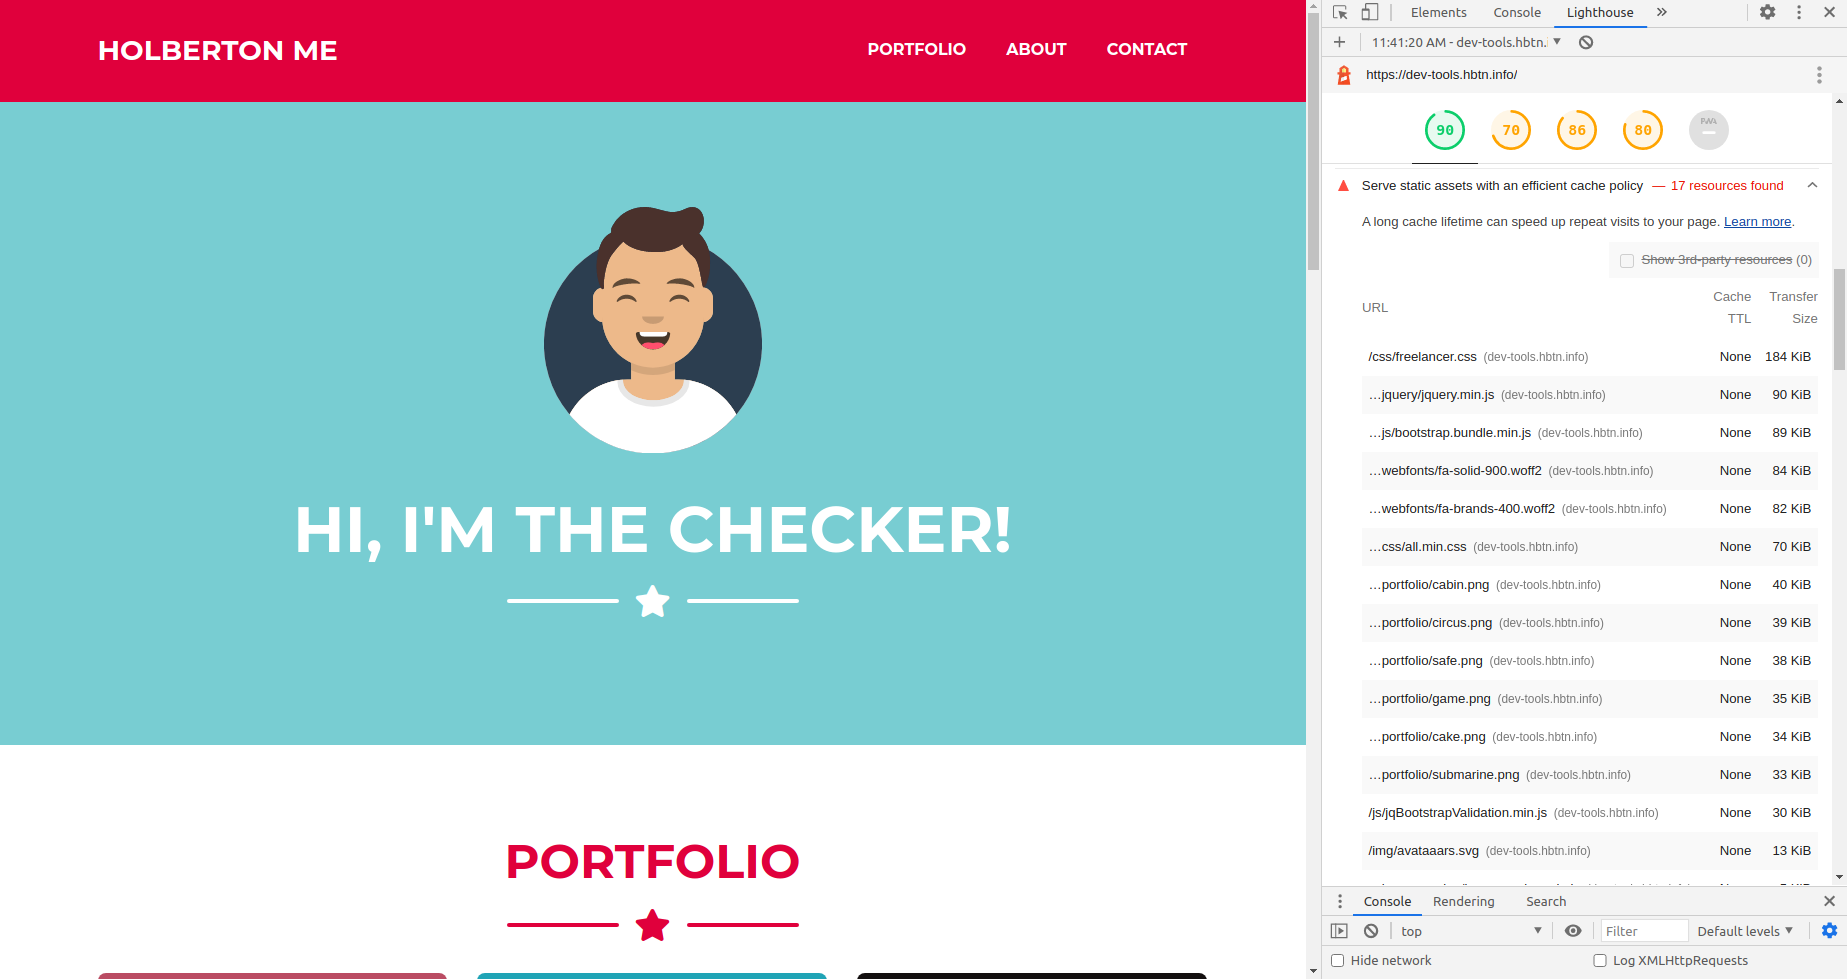 HOLBERTON ME
PORTFOLIO ABOUT CONTACT
HI, I'M THE CHECKER!
PORTFOLIO
Elements Console Lighthouse
11:41:20 AM - dev-tools.hbtn.
https://dev-tools.hbtn.info/
90 70 86 80 PWA
Serve static assets with an efficient cache policy — 17 resources found
A long cache lifetime can speed up repeat visits to your page. Learn more.
Show 3rd-party resources (0)
URL Cache TTL Transfer Size
/css/freelancer.css (dev-tools.hbtn.info) None 184 KiB
…jquery/jquery.min.js (dev-tools.hbtn.info) None 90 KiB
…js/bootstrap.bundle.min.js (dev-tools.hbtn.info) None 89 KiB
…webfonts/fa-solid-900.woff2 (dev-tools.hbtn.info) None 84 KiB
…webfonts/fa-brands-400.woff2 (dev-tools.hbtn.info) None 82 KiB
…css/all.min.css (dev-tools.hbtn.info) None 70 KiB
…portfolio/cabin.png (dev-tools.hbtn.info) None 40 KiB
…portfolio/circus.png (dev-tools.hbtn.info) None 39 KiB
…portfolio/safe.png (dev-tools.hbtn.info) None 38 KiB
…portfolio/game.png (dev-tools.hbtn.info) None 35 KiB
…portfolio/cake.png (dev-tools.hbtn.info) None 34 KiB
…portfolio/submarine.png (dev-tools.hbtn.info) None 33 KiB
/js/jqBootstrapValidation.min.js (dev-tools.hbtn.info) None 30 KiB
/img/avataaars.svg (dev-tools.hbtn.info) None 13 KiB
Console Rendering Search
top Filter Default levels
Hide network Log XMLHttpRequests